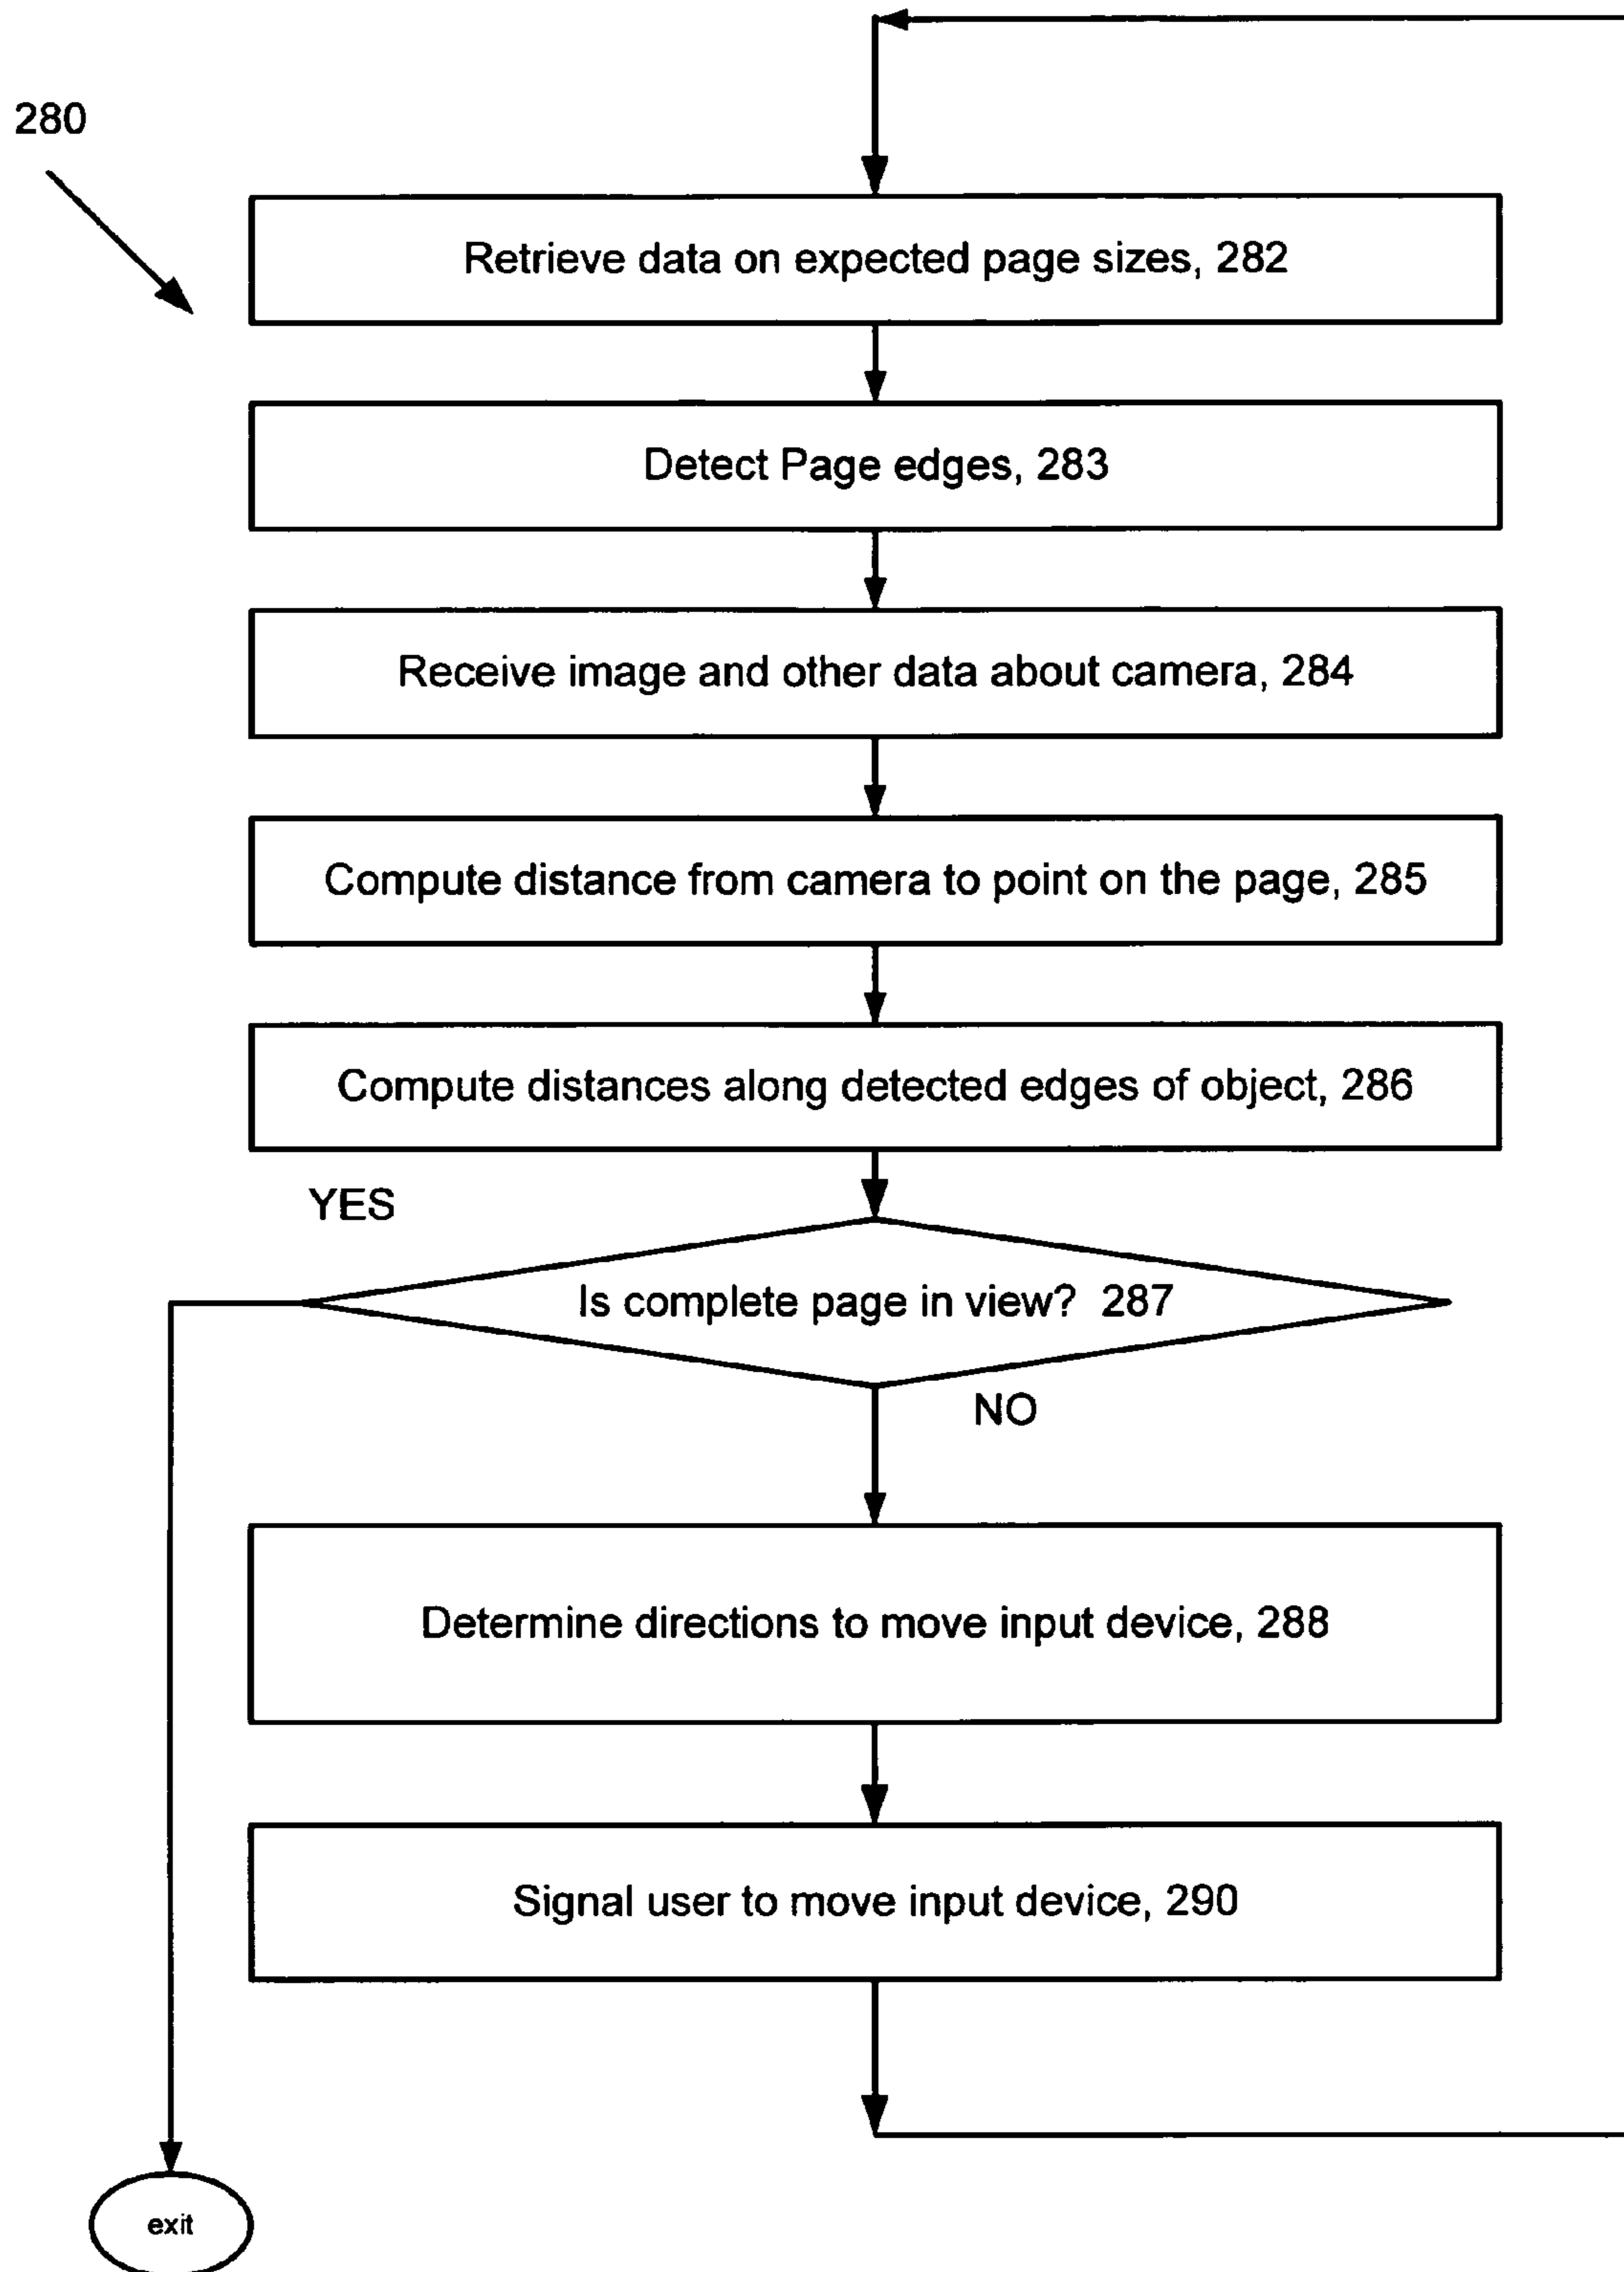 280
Retrieve data on expected page sizes, 282
Detect Page edges, 283
Receive image and other data about camera, 284
Compute distance from camera to point on the page, 285
Compute distances along detected edges of object, 286
YES
Is complete page in view? 287
NO
Determine directions to move input device, 288
Signal user to move input device, 290
exit